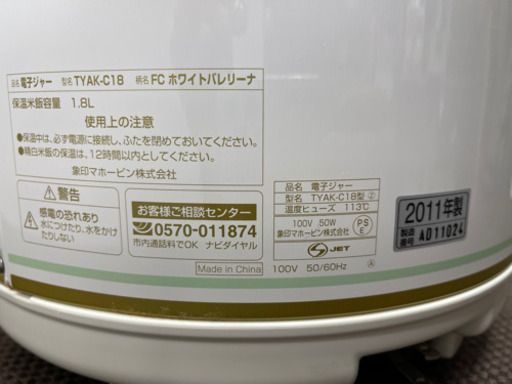 品名 電子ジャー 型名 TYAK-C18 柄名 FC ホワイトバレリーナ
保温米飯容量 1.8L
使用上の注意
●保温中は、必ず電源に接続し、ふたを閉めておいてください。
●精白米飯の保温は、12時間以内としてください。
象印マホービン株式会社
警告
感電の恐れあり
水につけたり、水をかけ
たりしない
お客様ご相談センター
0570-011874
市内通話料でOK ナビダイヤル
Made in China
品名 電子ジャー
型名 TYAK-C18型 Ⓩ
温度ヒューズ 113℃
100V 50W
象印マホービン株式会社
PS
E
S JET
100V 50/60Hz Ⓐ
2011年製
製造
番号 AD11024